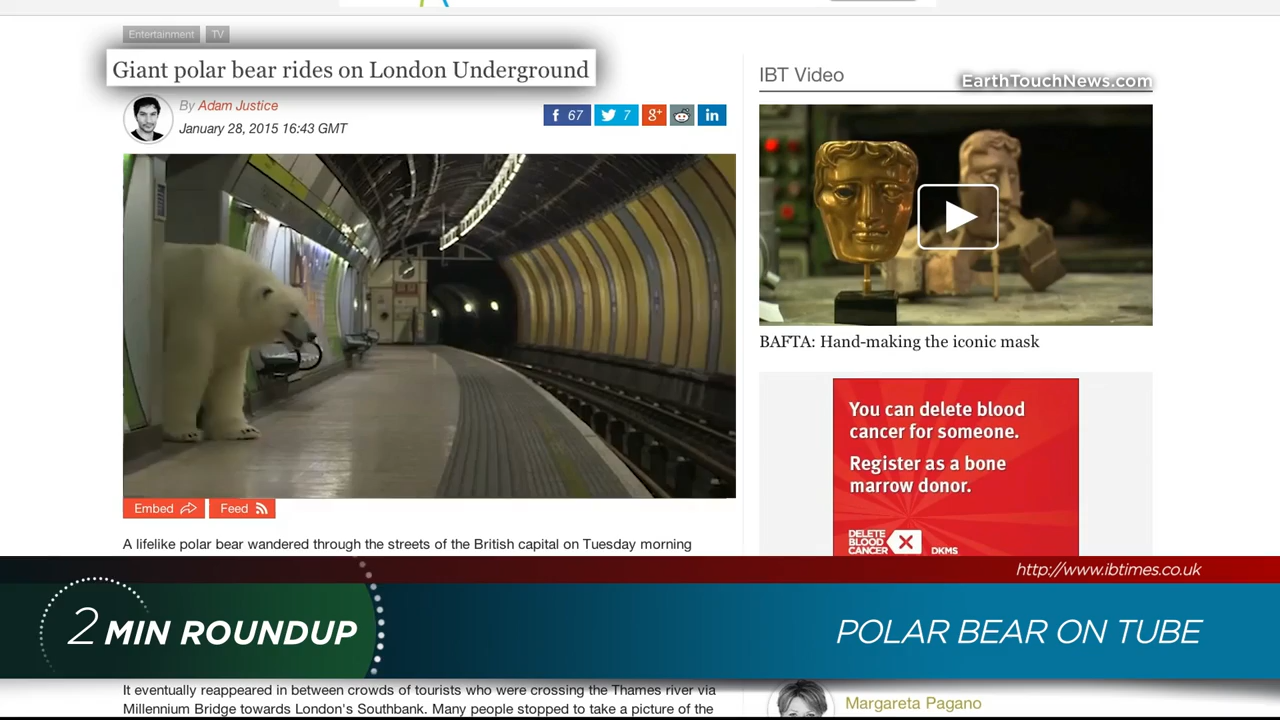 Entertainment TV
Giant polar bear rides on London Underground
By Adam Justice
January 28, 2015 16:43 GMT
f 67
7
g+
in
IBT Video
EarthTouchNews.com
BAFTA: Hand-making the iconic mask
You can delete blood
cancer for someone.
Register as a bone
marrow donor.
DELETE
BLOOD
CANCER
DKMS
Embed
Feed
A lifelike polar bear wandered through the streets of the British capital on Tuesday morning
http://www.ibtimes.co.uk
2 MIN ROUNDUP
POLAR BEAR ON TUBE
It eventually reappeared in between crowds of tourists who were crossing the Thames river via
Millennium Bridge towards London's Southbank. Many people stopped to take a picture of the
Margareta Pagano